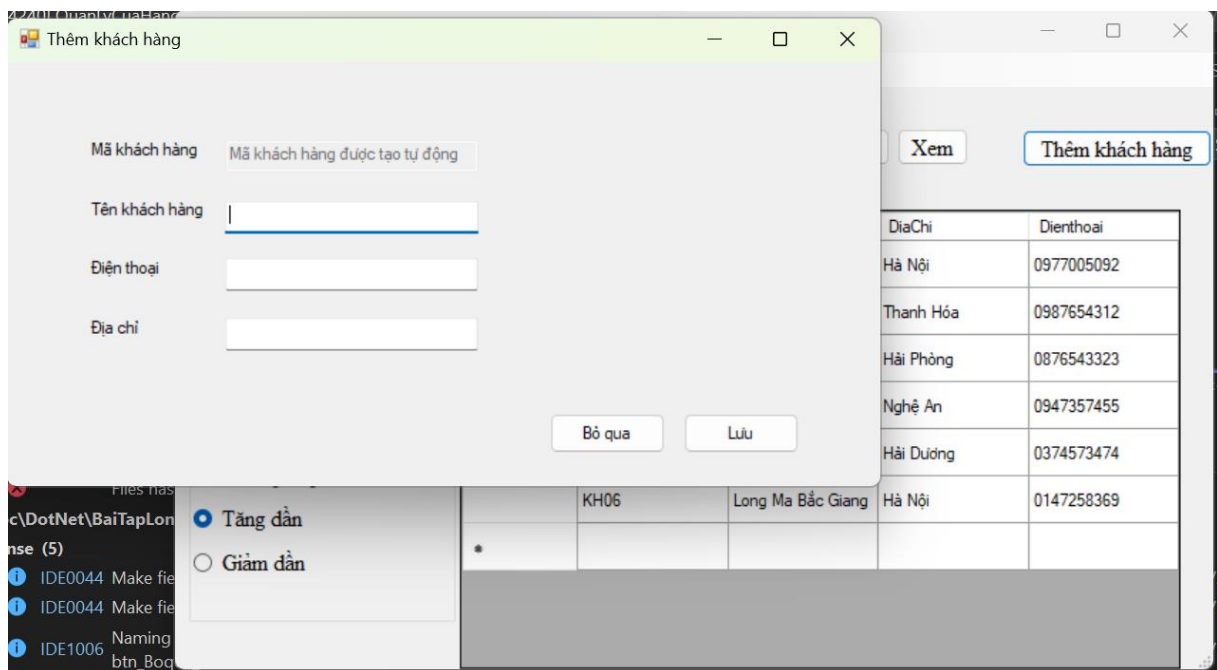 Thêm khách hàng
Mã khách hàng Mã khách hàng được tạo tự động
Tên khách hàng
Điện thoại
Địa chỉ
Bỏ qua Lưu
Xem Thêm khách hàng
DiaChi Dienthoai
Hà Nội 0977005092
Thanh Hóa 0987654312
Hải Phòng 0876543323
Nghệ An 0947357455
Hải Dương 0374573474
KH06 Long Ma Bắc Giang Hà Nội 0147258369
Tăng dần
Giảm dần
Files has
c\DotNet\BaiTapLon
nse (5)
IDE0044 Make fie
IDE0044 Make fie
IDE1006 Naming
btn_Boq